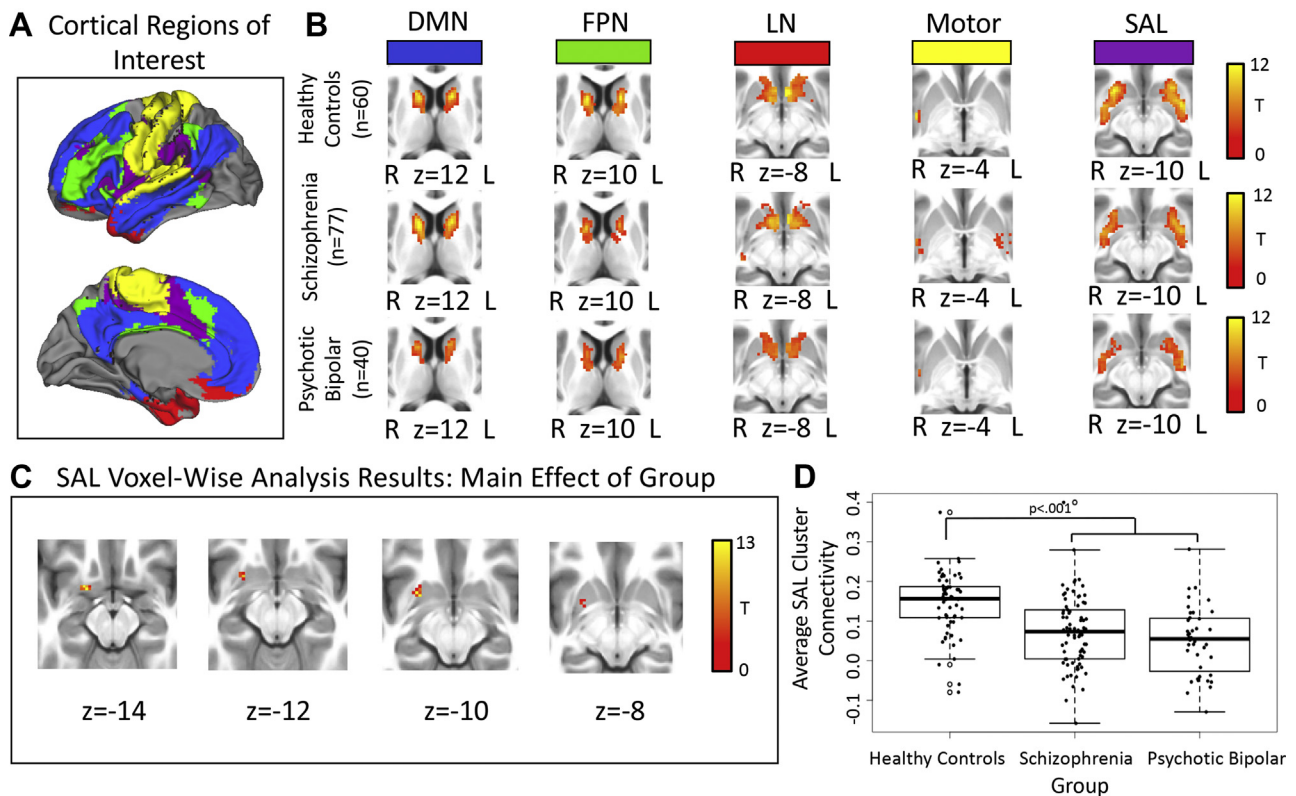 A Cortical Regions of
Interest
B DMN FPN LN Motor SAL
Healthy
Controls
(n=60)
12
T
0
R z=12 L R z=10 L R z=-8 L R z=-4 L R z=-10 L
Schizophrenia
(n=77)
12
T
0
R z=12 L R z=10 L R z=-8 L R z=-4 L R z=-10 L
Psychotic
Bipolar
(n=40)
12
T
0
R z=12 L R z=10 L R z=-8 L R z=-4 L R z=-10 L
C SAL Voxel-Wise Analysis Results: Main Effect of Group
13
T
0
z=-14 z=-12 z=-10 z=-8
D
p<.001
Average SAL Cluster
Connectivity
0.4
0.3
0.2
0.1
0.0
-0.1
Healthy Controls Schizophrenia Psychotic Bipolar
Group